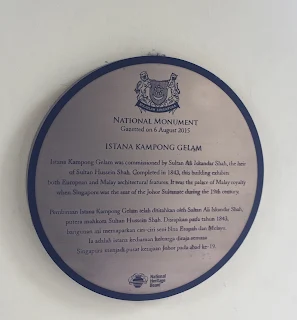 NATIONAL MONUMENT
Gazetted on 6 August 2015
ISTANA KAMPONG GELAM
Istana Kampong Gelam was commissioned by Sultan Ali Iskandar Shah, the heir
of Sultan Hussein Shah. Completed in 1843, this building exhibits
both European and Malay architectural features. It was the palace of Malay royalty
when Singapore was the seat of the Johor Sultanate during the 19th century.
Pembinaan Istana Kampong Gelam telah dititahkan oleh Sultan Ali Iskandar Shah,
putera mahkota Sultan Hussein Shah. Disiapkan pada tahun 1843,
bangunan ini memaparkan ciri-ciri seni bina Eropah dan Melayu.
Ia adalah istana kediaman keluarga diraja semasa
Singapura menjadi pusat kerajaan Johor pada abad ke-19.
National
Heritage
Board